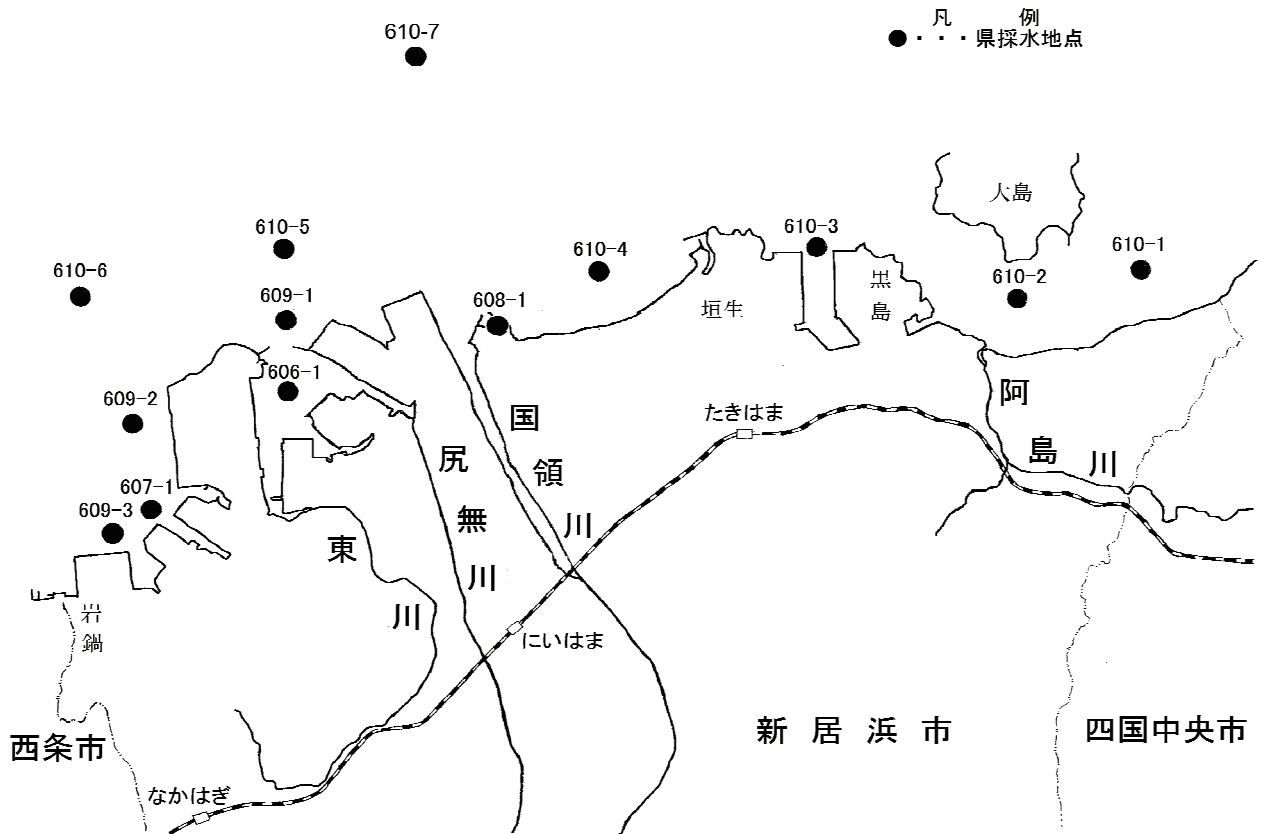 凡 例
●・・・県採水地点
610-7
大島
610-5
610-3
610-4
610-1
610-6
610-2
609-1
608-1
垣生
黒
島
606-1
609-2
阿
島
川
国
領
川
たきはま
尻
無
川
607-1
609-3
東
川
岩
鍋
にいはま
西条市
新居浜市
四国中央市
なかはぎ